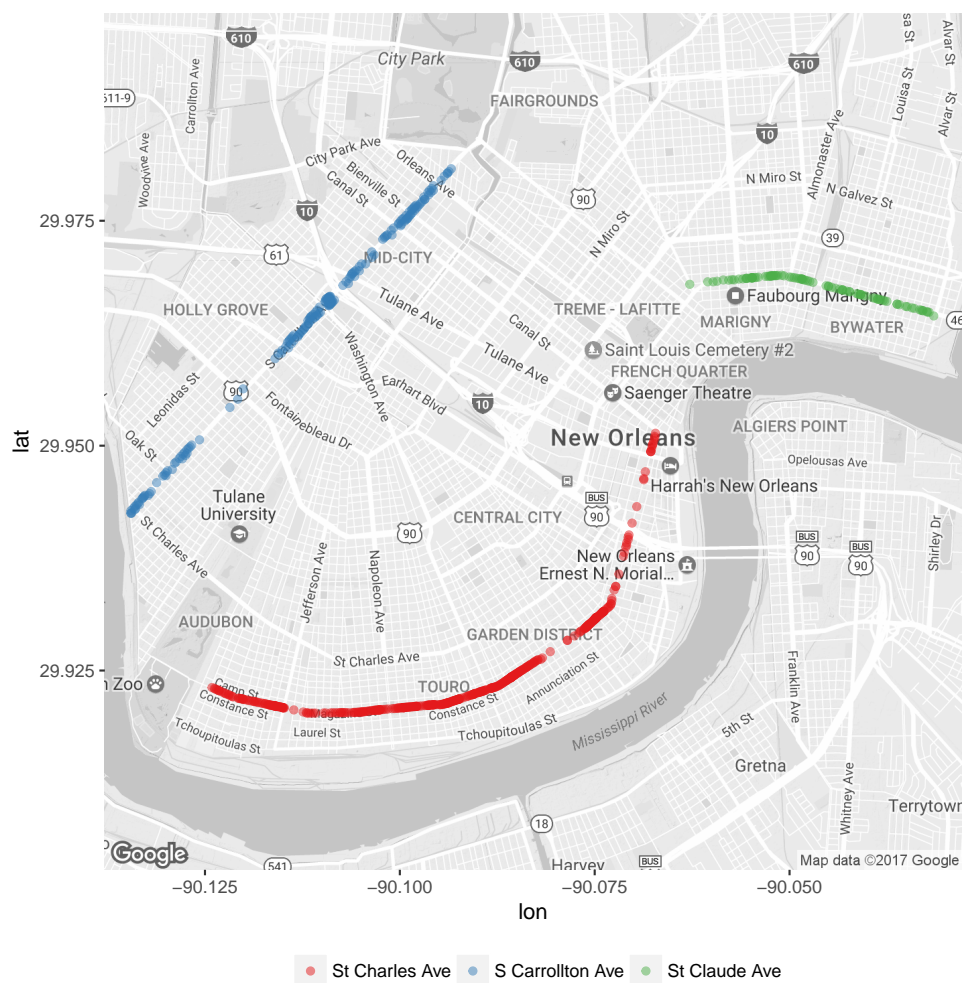 610
City Park
610
610
Alvar St
FAIRGROUNDS
Louisa St
611-9
Carrollton Ave
Alvar St
10
Almonaster Ave
City Park Ave
Orleans Ave
Bienville St
Canal St
Woodvine Ave
N Miro St
N Galvez St
90
10
29.975
N Miro St
39
61
MID-CITY
Faubourg Marigny
HOLLY GROVE
TREME - LAFITTE
Tulane Ave
MARIGNY
BYWATER
46
Canal St
Washington Ave
Saint Louis Cemetery #2
Tulane Ave
FRENCH QUARTER
Leonidas St
90
Earhart Blvd
Saenger Theatre
10
Fontainebleau Dr
Oak St
29.950
New Orleans
ALGIERS POINT
Opelousas Ave
Harrah's New Orleans
Tulane
University
BUS
90
CENTRAL CITY
St Charles Ave
90
BUS
90
BUS
90
Shirley Dr
New Orleans
Ernest N. Morial...
Jefferson Ave
Napoleon Ave
AUDUBON
GARDEN DISTRICT
St Charles Ave
Annunciation St
29.925
Zoo
Camp St
TOURO
Franklin Ave
Constance St
Constance St
Tchoupitoulas St
Laurel St
Tchoupitoulas St
Mississippi River
5th St
Gretna
Whitney Ave
Terrytown
18
Google
541
Harvey
BUS
Map data ©2017 Google
lat
−90.125
−90.100
−90.075
−90.050
lon
St Charles Ave
S Carrollton Ave
St Claude Ave